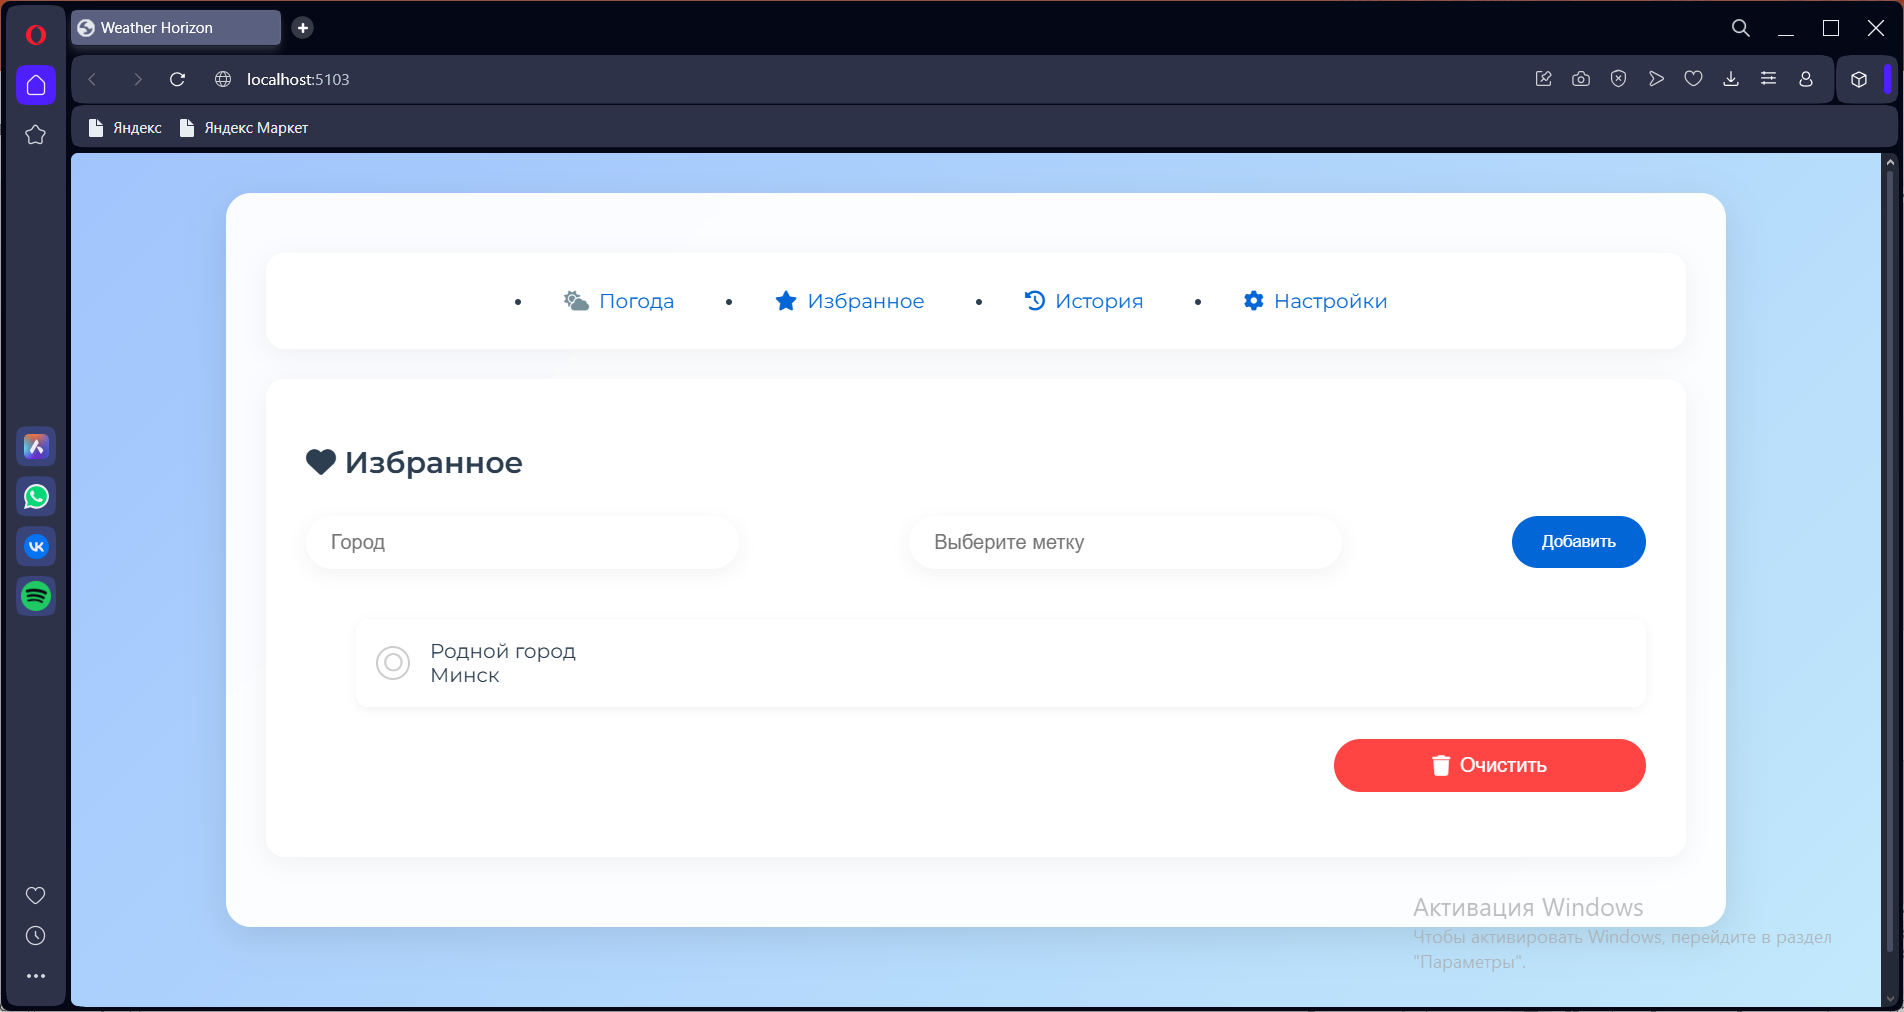 Weather Horizon
localhost:5103
Яндекс
Яндекс Маркет
Погода
Избранное
История
Настройки
Избранное
Город
Выберите метку
Добавить
Родной город
Минск
Очистить
Активация Windows
Чтобы активировать Windows, перейдите в раздел
"Параметры".